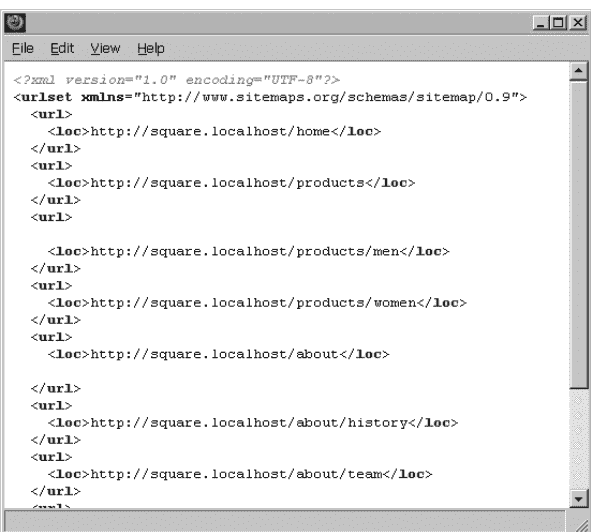 File Edit View Help
<?xml version="1.0" encoding="UTF-8"?>
<urlset xmlns="http://www.sitemaps.org/schemas/sitemap/0.9">
<url>
<loc>http://square.localhost/home</loc>
</url>
<url>
<loc>http://square.localhost/products</loc>
</url>
<url>
<loc>http://square.localhost/products/men</loc>
</url>
<url>
<loc>http://square.localhost/products/women</loc>
</url>
<url>
<loc>http://square.localhost/about</loc>
</url>
<url>
<loc>http://square.localhost/about/history</loc>
</url>
<url>
<loc>http://square.localhost/about/team</loc>
</url>
<url>